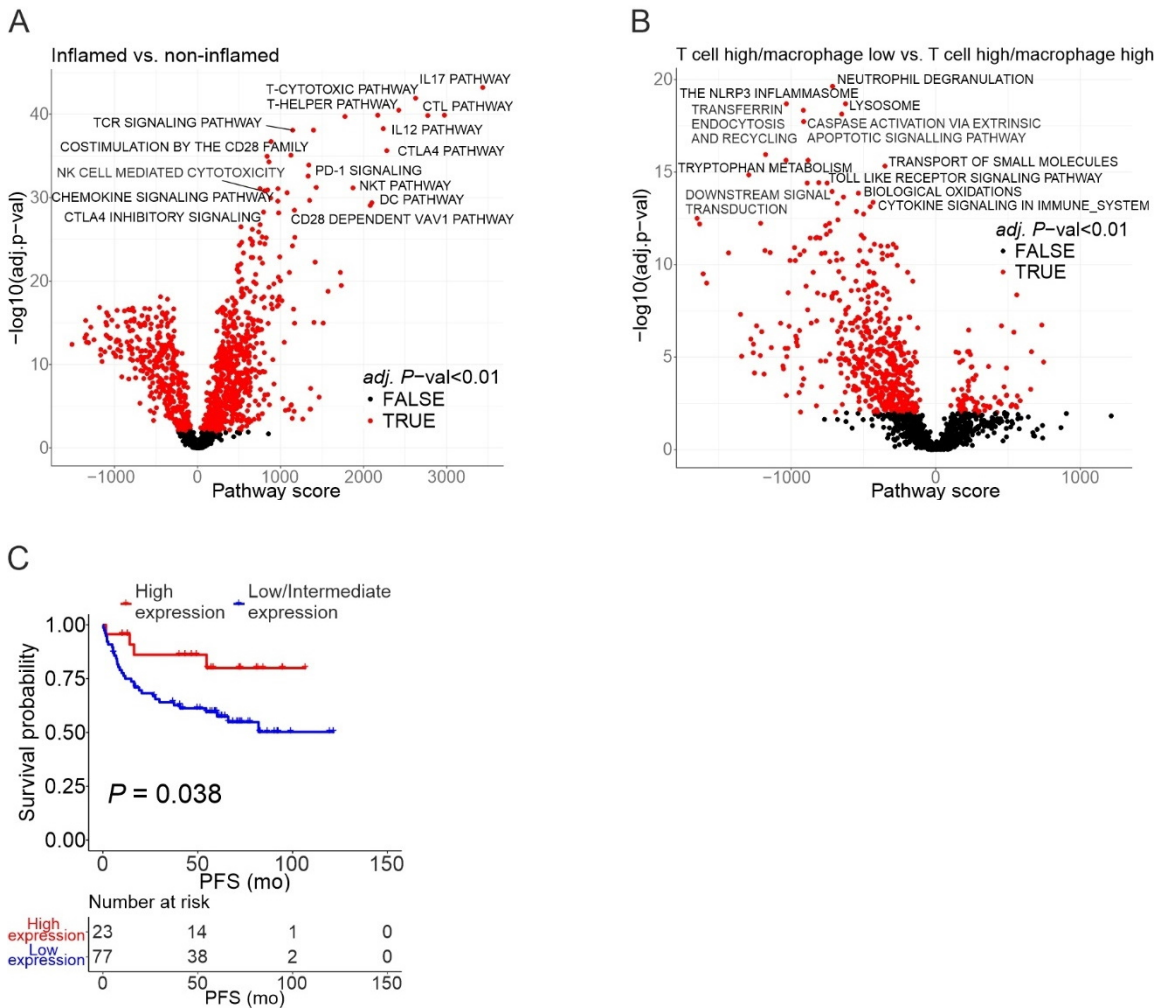 A
Inflamed vs. non-inflamed
IL17 PATHWAY
T-CYTOTOXIC PATHWAY
T-HELPER PATHWAY
CTL PATHWAY
TCR SIGNALING PATHWAY
IL12 PATHWAY
COSTIMULATION BY THE CD28 FAMILY
CTLA4 PATHWAY
NK CELL MEDIATED CYTOTOXICITY
PD-1 SIGNALING
NKT PATHWAY
CHEMOKINE SIGNALING PATHWAY
DC PATHWAY
CTLA4 INHIBITORY SIGNALING
CD28 DEPENDENT VAV1 PATHWAY
−log10(adj.p−val)
40
30
20
10
0
adj. P−val<0.01
FALSE
TRUE
−1000 0 1000 2000 3000
Pathway score
B
T cell high/macrophage low vs. T cell high/macrophage high
NEUTROPHIL DEGRANULATION
THE NLRP3 INFLAMMASOME
LYSOSOME
TRANSFERRIN
ENDOCYTOSIS
AND RECYCLING
CASPASE ACTIVATION VIA EXTRINSIC
APOPTOTIC SIGNALLING PATHWAY
TRYPTOPHAN METABOLISM
TRANSPORT OF SMALL MOLECULES
TOLL LIKE RECEPTOR SIGNALING PATHWAY
DOWNSTREAM SIGNAL
TRANSDUCTION
BIOLOGICAL OXIDATIONS
CYTOKINE SIGNALING IN IMMUNE_SYSTEM
−log10(adj.p−val)
20
15
10
5
0
adj. P−val<0.01
FALSE
TRUE
−1000 0 1000
Pathway score
C
High
expression
Low/Intermediate
expression
Survival probability
1.00
0.75
0.50
0.25
0.00
P = 0.038
0 50 100 150
PFS (mo)
Number at risk
High
expression
23 14 1 0
Low
expression
77 38 2 0
0 50 100 150
PFS (mo)